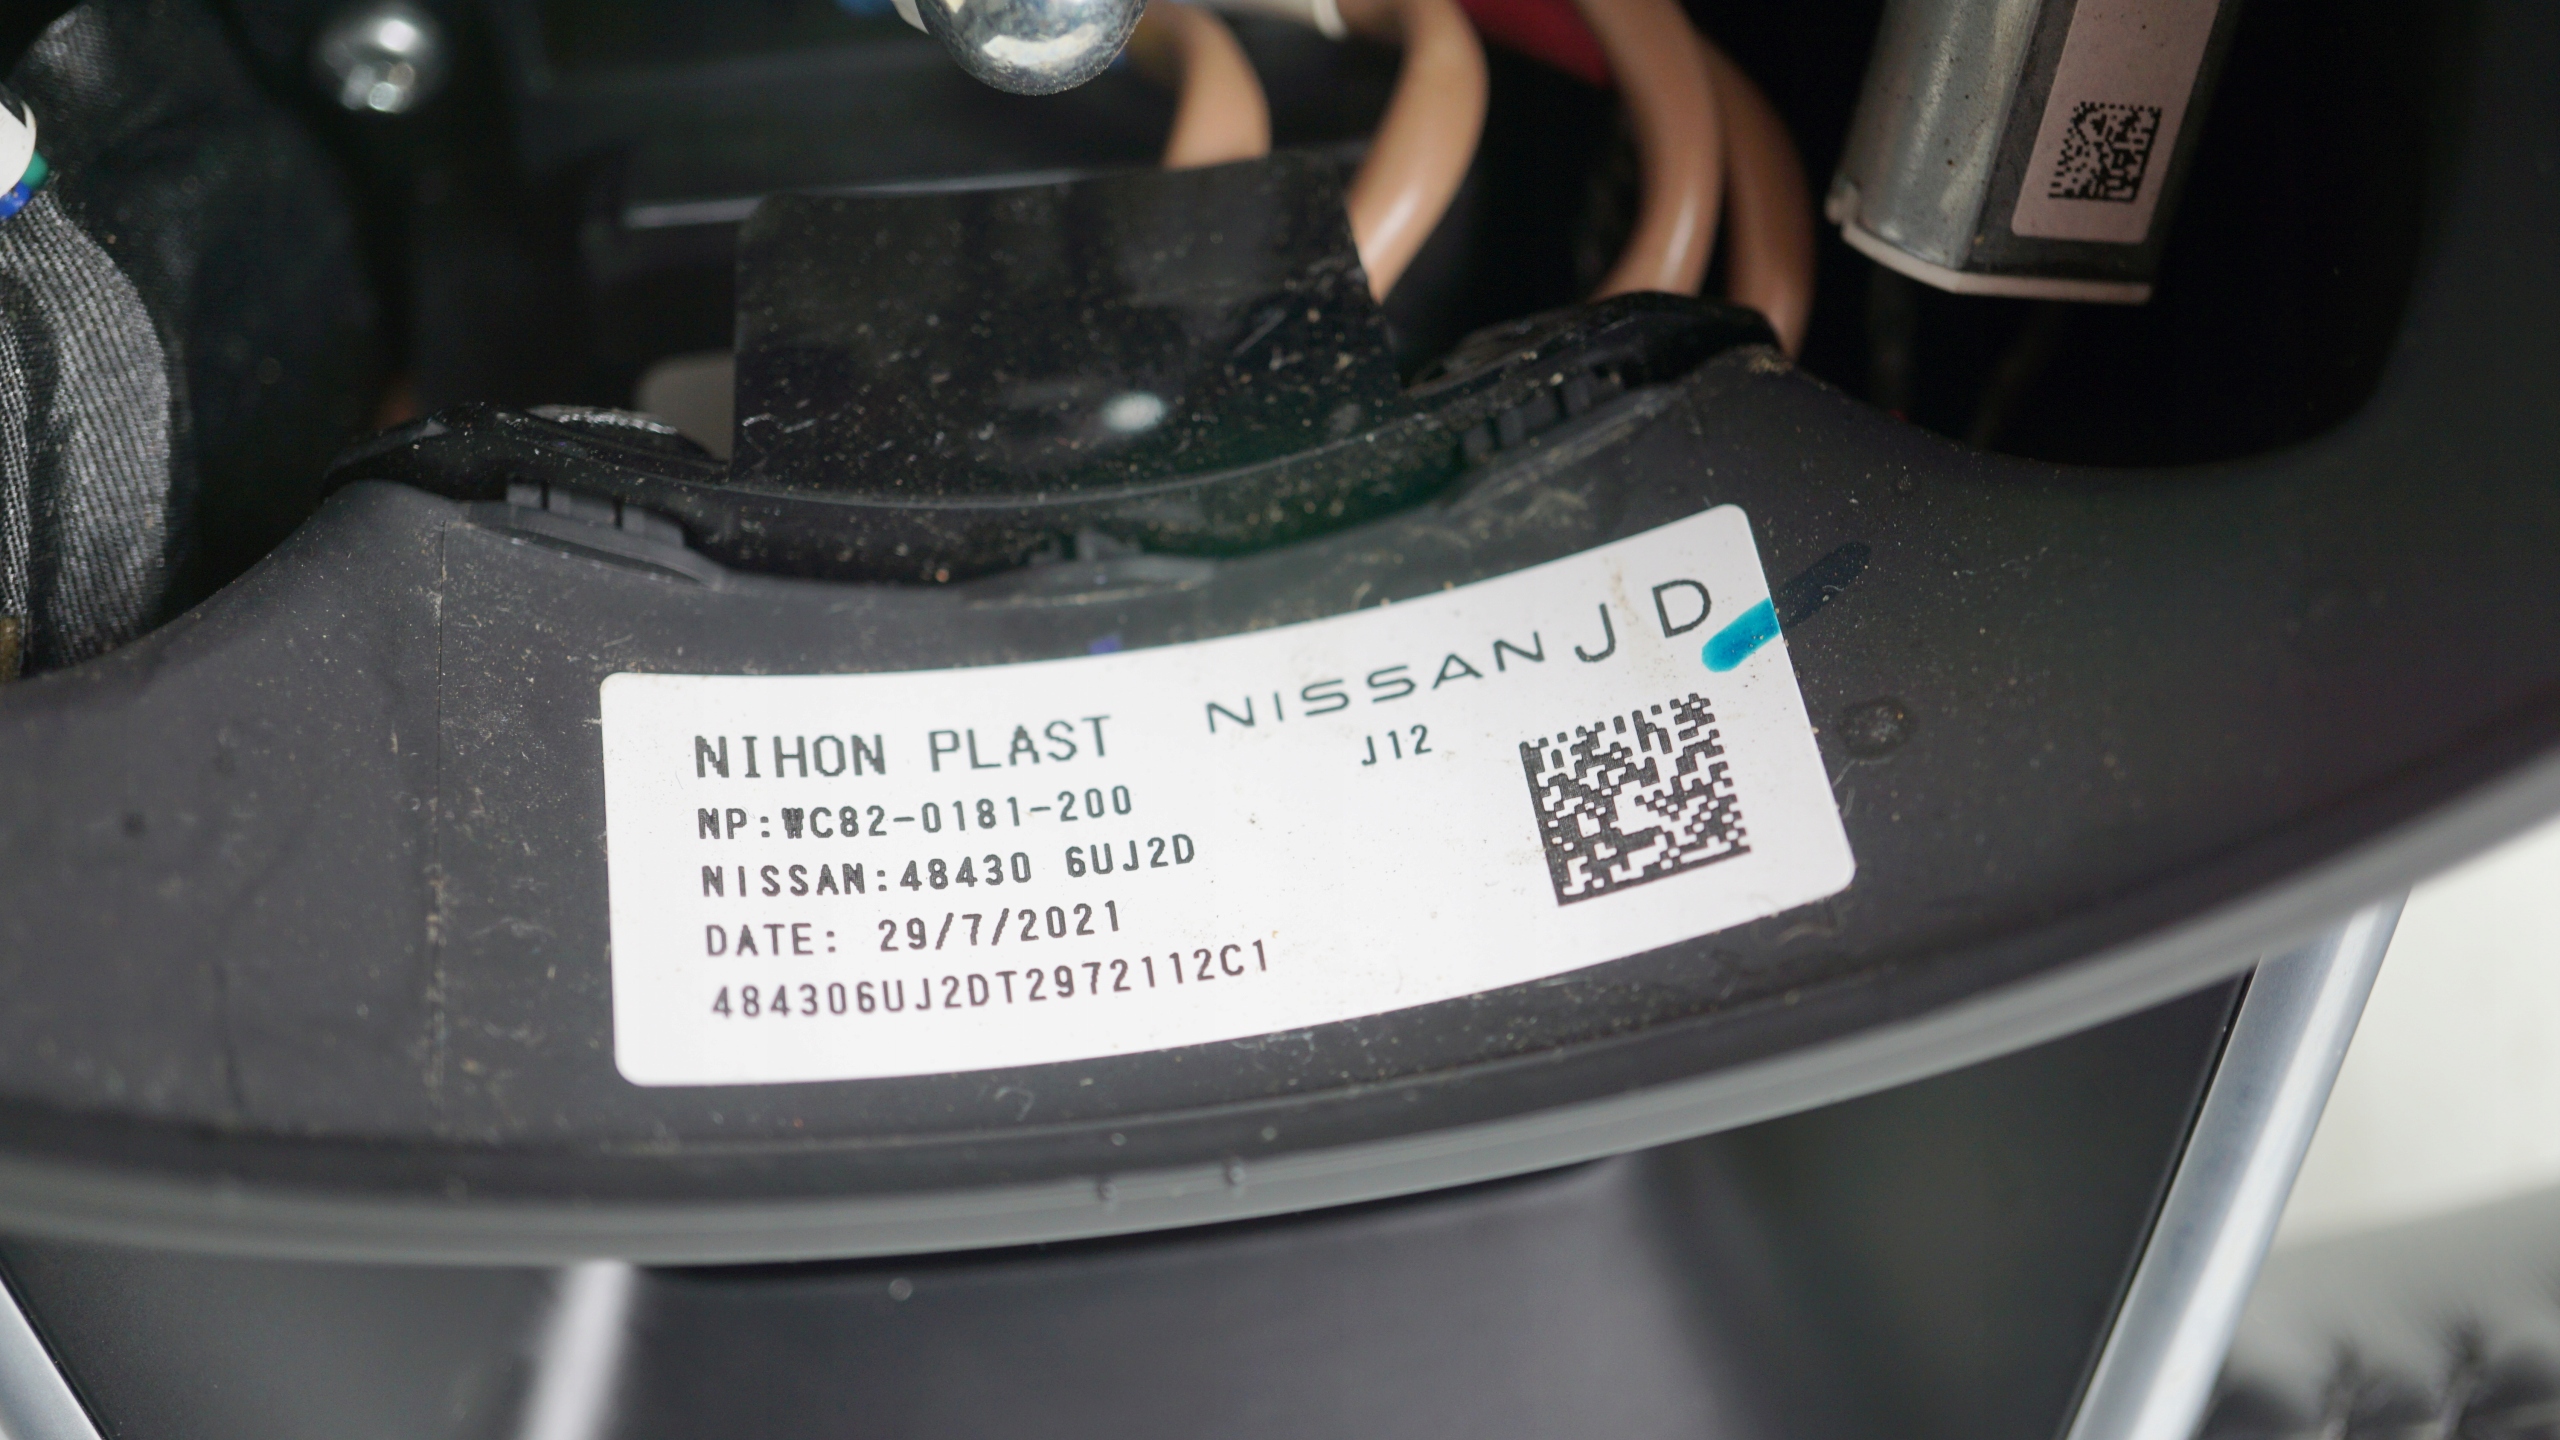 NISSAN J D
NIHON PLAST
J12
NP:WC82-0181-200
NISSAN:48430 6UJ2D
DATE: 29/7/2021
484306UJ2DT2972112C1